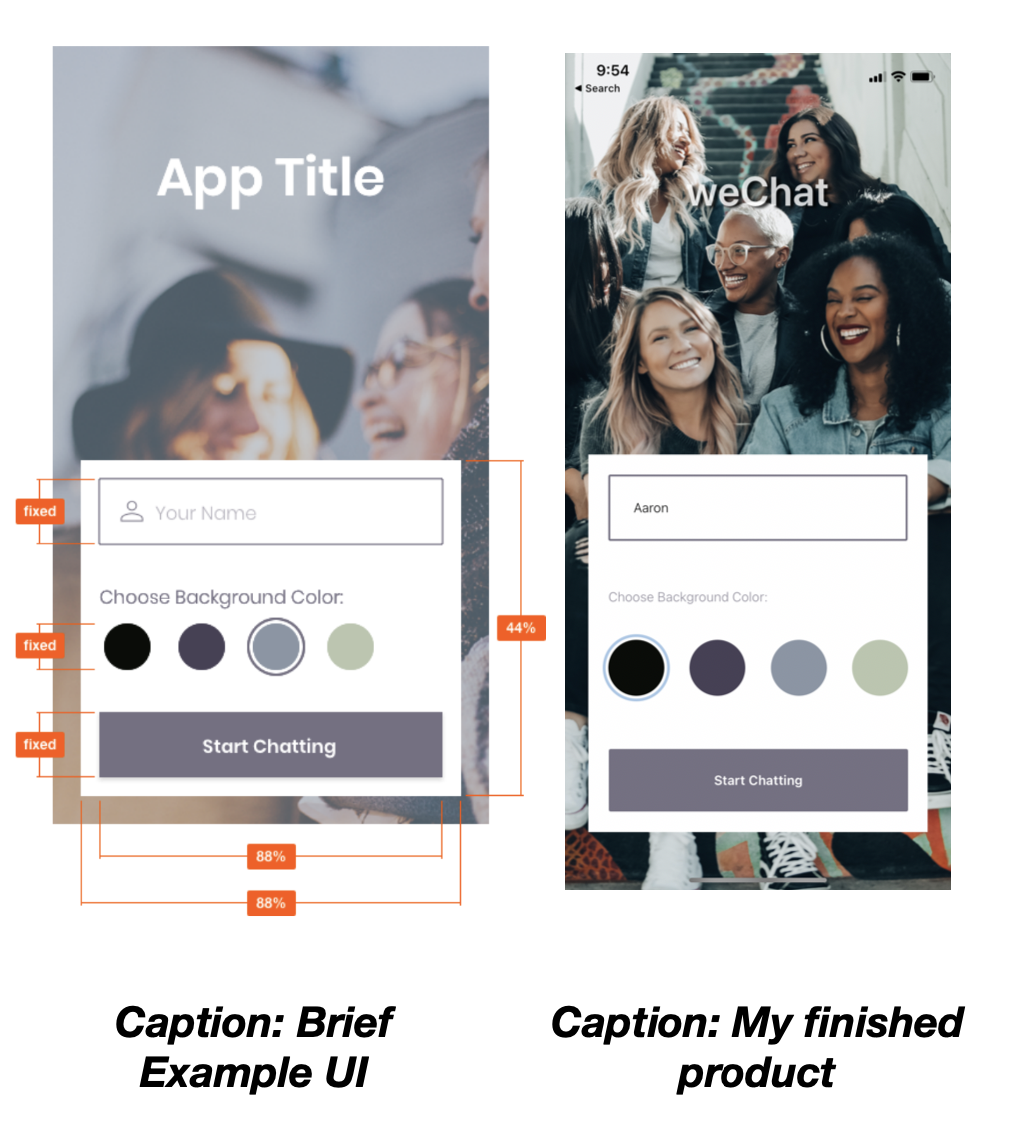 App Title
fixed
Your Name
Choose Background Color:
fixed
44%
fixed
Start Chatting
88%
88%
Caption: Brief
Example UI
9:54
◀ Search
weChat
Aaron
Choose Background Color:
Start Chatting
Caption: My finished
product